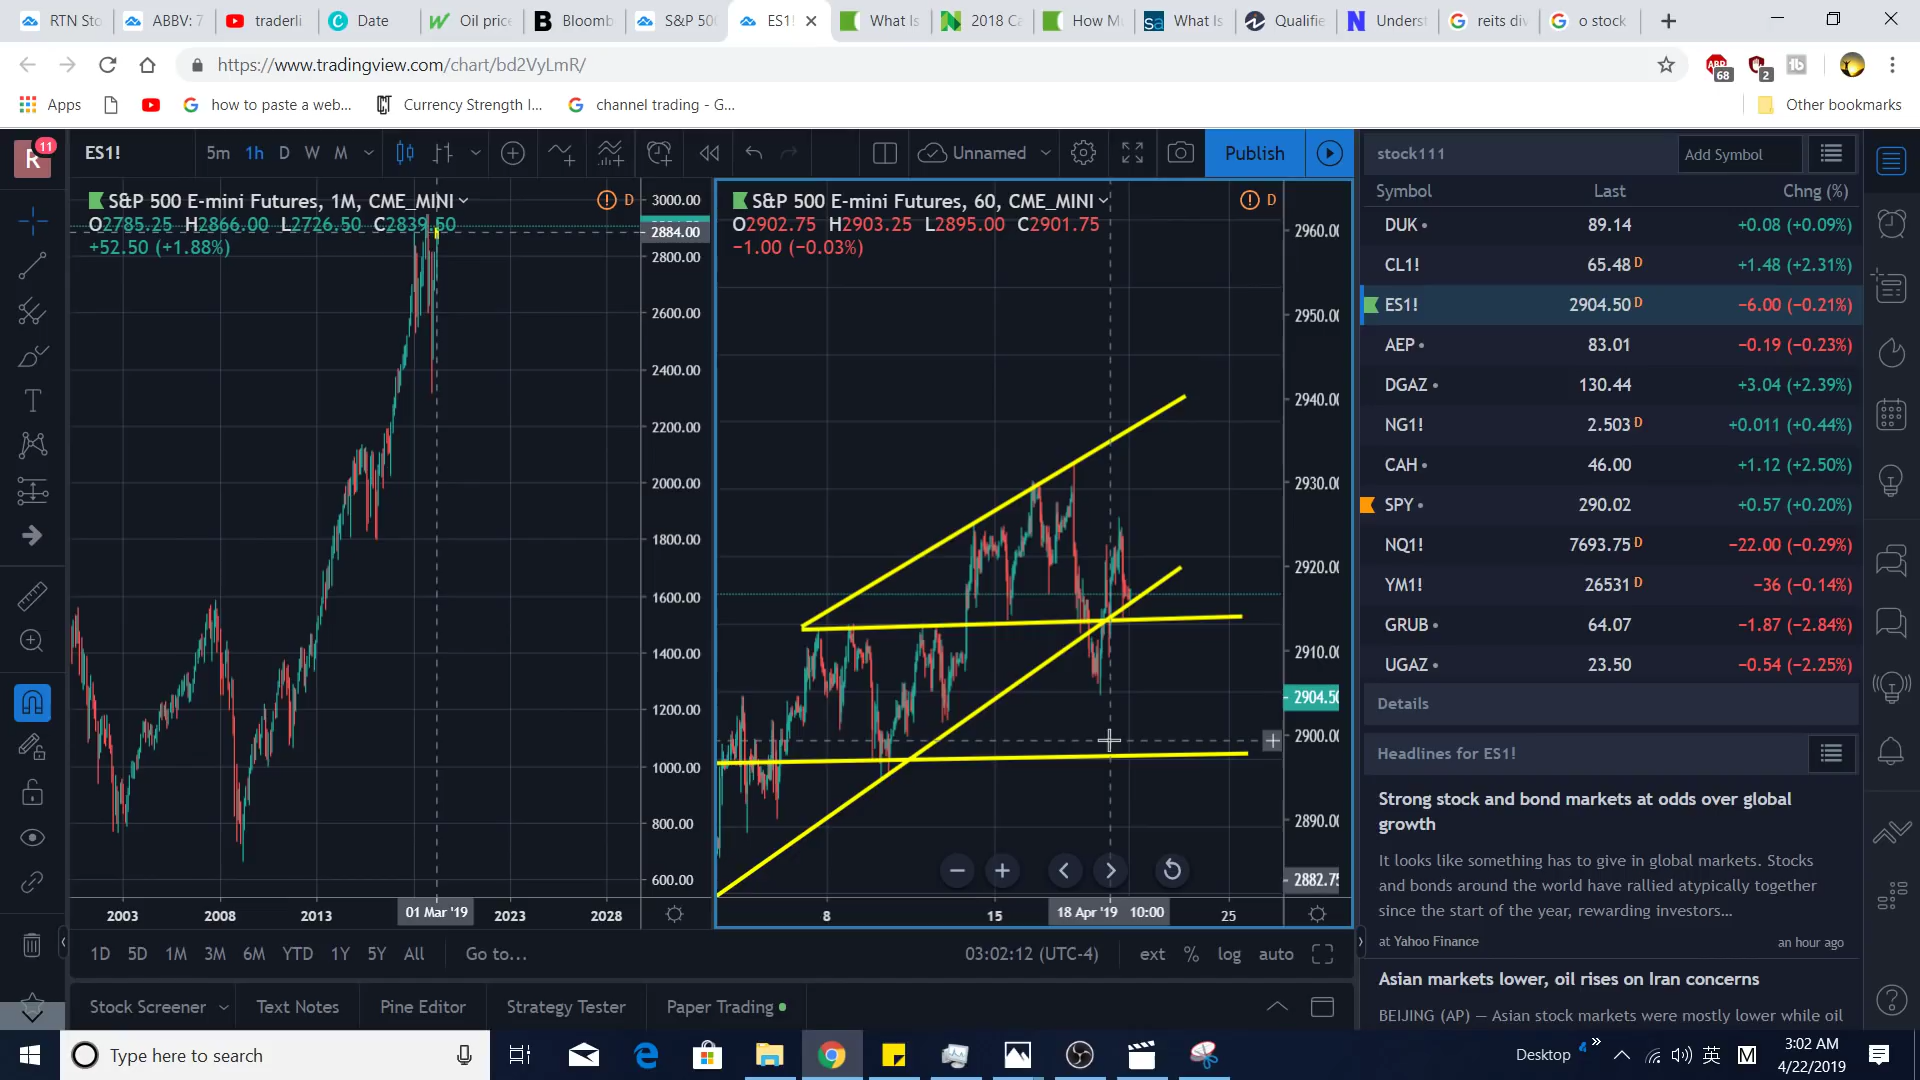 RTN Sto
ABBV: 7
traderli
Date
Oil price
Bloomb
S&P 500
ES1!
What Is
2018 Ca
How M
What Is
Qualifie
Underst
reits div
o stock
https://www.tradingview.com/chart/bd2VyLmR/
ABP
68
2
Apps
how to paste a web...
Currency Strength I...
channel trading - G...
Other bookmarks
R
11
ES1!
5m 1h D W M
Unnamed
Publish
stock111
Add Symbol
Symbol Last Chng (%)
S&P 500 E-mini Futures, 1M, CME_MINI
D
O2785.25 H2866.00 L2726.50 C2839.50
+52.50 (+1.88%)
3000.00
2884.00
2800.00
2600.00
2400.00
2200.00
2000.00
1800.00
1600.00
1400.00
1200.00
1000.00
800.00
600.00
2003
2008
2013
01 Mar '19
2023
2028
S&P 500 E-mini Futures, 60, CME_MINI
D
O2902.75 H2903.25 L2895.00 C2901.75
−1.00 (−0.03%)
2960.00
2950.00
2940.00
2930.00
2920.00
2910.00
2904.50
2900.00
2890.00
2882.75
8
15
18 Apr '19 10:00
25
DUK 89.14 +0.08 (+0.09%)
CL1! 65.48 D +1.48 (+2.31%)
ES1! 2904.50 D −6.00 (−0.21%)
AEP 83.01 −0.19 (−0.23%)
DGAZ 130.44 +3.04 (+2.39%)
NG1! 2.503 D +0.011 (+0.44%)
CAH 46.00 +1.12 (+2.50%)
SPY 290.02 +0.57 (+0.20%)
NQ1! 7693.75 D −22.00 (−0.29%)
YM1! 26531 D −36 (−0.14%)
GRUB 64.07 −1.87 (−2.84%)
UGAZ 23.50 −0.54 (−2.25%)
Details
Headlines for ES1!
Strong stock and bond markets at odds over global
growth
It looks like something has to give in global markets. Stocks
and bonds around the world have rallied atypically together
since the start of the year, rewarding investors...
at Yahoo Finance
an hour ago
Asian markets lower, oil rises on Iran concerns
BEIJING (AP) — Asian stock markets were mostly lower while oil
1D 5D 1M 3M 6M YTD 1Y 5Y All Go to...
03:02:12 (UTC-4)
ext % log auto
Stock Screener
Text Notes
Pine Editor
Strategy Tester
Paper Trading
Type here to search
Desktop
4
英
M
3:02 AM
4/22/2019